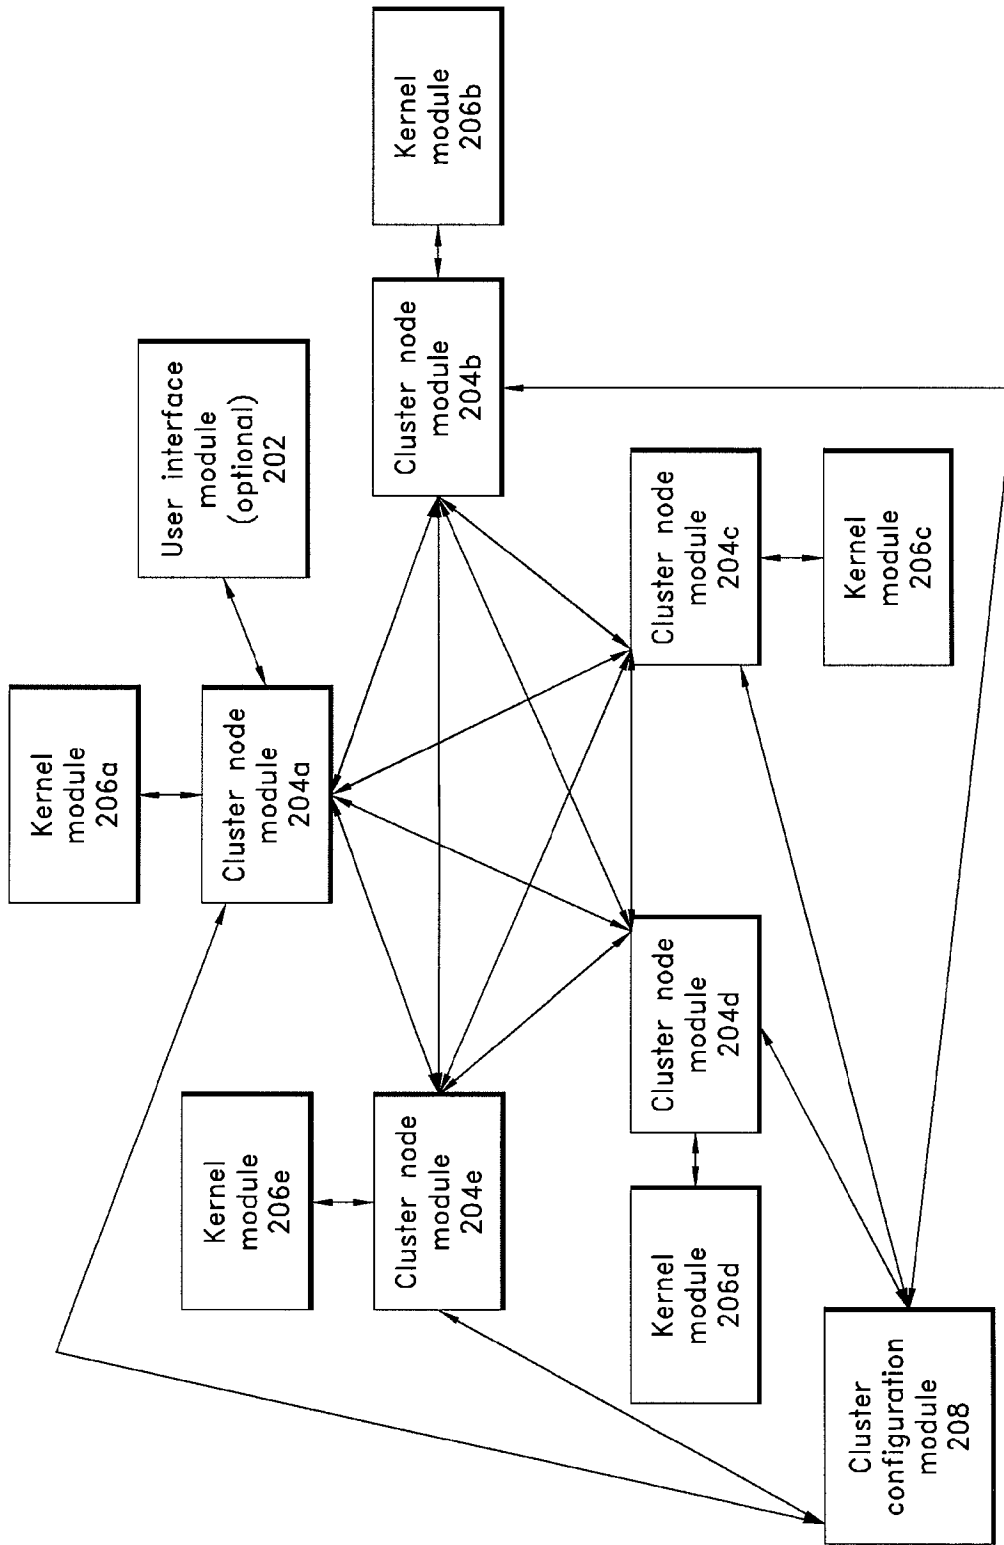 Kernel
module
206a
User interface
module
(optional)
202
Cluster node
module
204a
Kernel
module
206e
Cluster node
module
204e
Cluster node
module
204b
Kernel
module
206b
Kernel
module
206d
Cluster node
module
204d
Cluster node
module
204c
Cluster
configuration
module
208
Kernel
module
206c